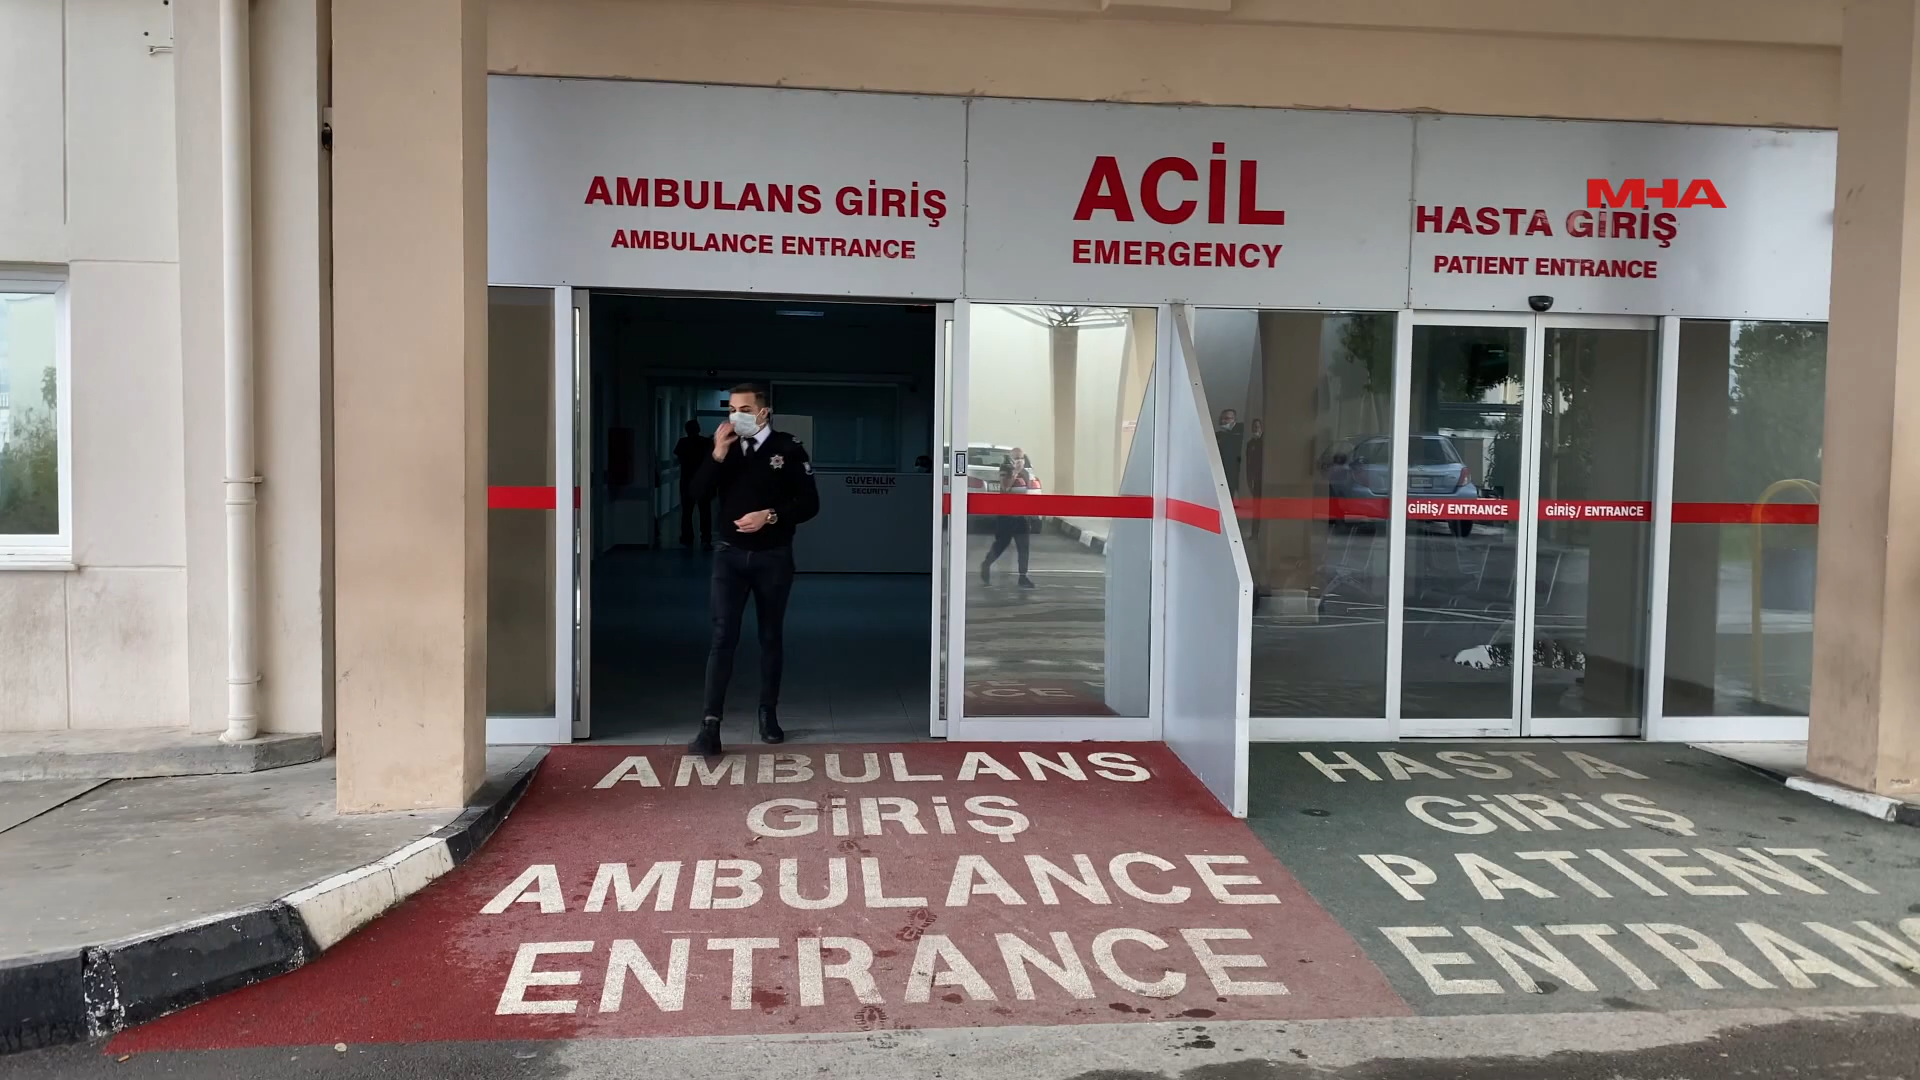 AMBULANS GİRİŞ
AMBULANCE ENTRANCE
ACİL
EMERGENCY
MHA
HASTA GİRİŞ
PATIENT ENTRANCE
GÜVENLİK
SECURITY
GİRİŞ/ ENTRANCE
GİRİŞ/ ENTRANCE
AMBULANS
GİRİŞ
AMBULANCE
ENTRANCE
HASTA
GİRİŞ
PATIENT
ENTRANC